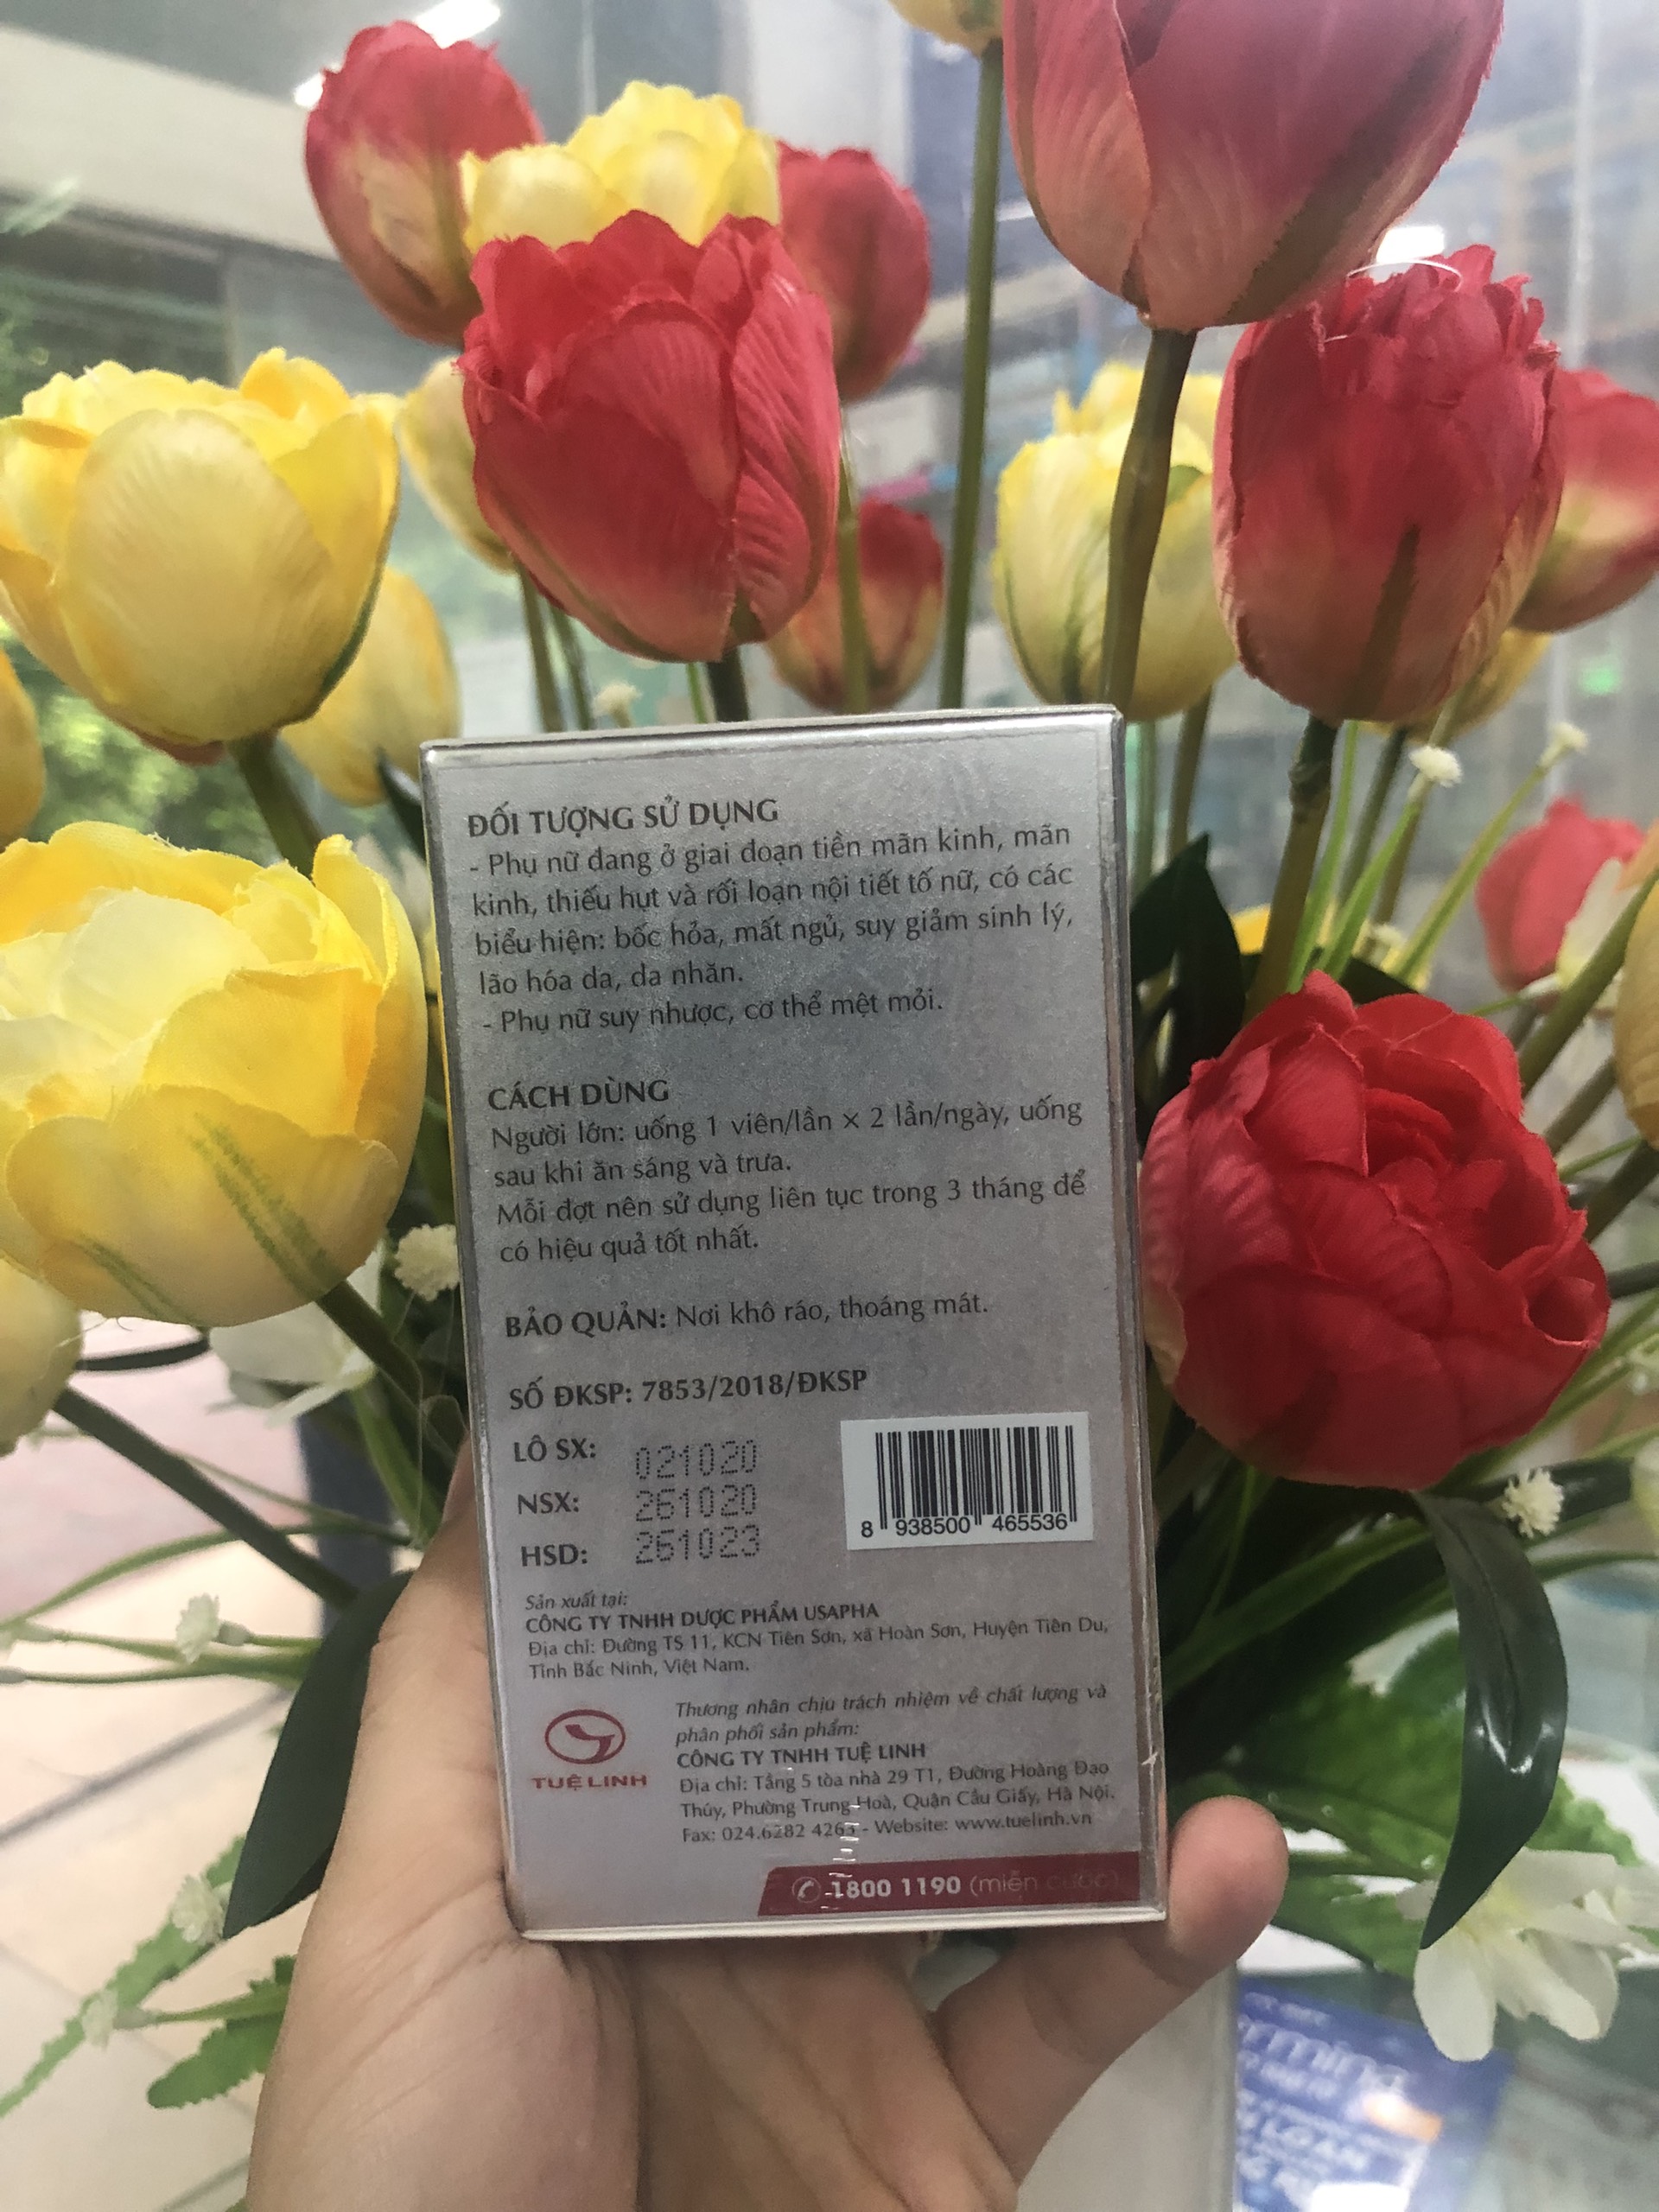 ĐỐI TƯỢNG SỬ DỤNG
- Phụ nữ đang ở giai đoạn tiền mãn kinh, mãn
kinh, thiếu hụt và rối loạn nội tiết tố nữ, có các
biểu hiện: bốc hỏa, mất ngủ, suy giảm sinh lý,
lão hóa da, da nhăn.
- Phụ nữ suy nhược, cơ thể mệt mỏi.
CÁCH DÙNG
Người lớn: uống 1 viên/lần × 2 lần/ngày, uống
sau khi ăn sáng và trưa.
Mỗi đợt nên sử dụng liên tục trong 3 tháng để
có hiệu quả tốt nhất.
BẢO QUẢN: Nơi khô ráo, thoáng mát.
SỐ ĐKSP: 7853/2018/ĐKSP
LÔ SX: 021020
NSX: 261020
HSD: 261023
8 938500 465536
Sản xuất tại:
CÔNG TY TNHH DƯỢC PHẨM USAPHA
Địa chỉ: Đường TS 11, KCN Tiên Sơn, xã Hoàn Sơn, Huyện Tiên Du,
Tỉnh Bắc Ninh, Việt Nam.
TUỆ LINH
Thương nhân chịu trách nhiệm về chất lượng và
phân phối sản phẩm:
CÔNG TY TNHH TUỆ LINH
Địa chỉ: Tầng 5 tòa nhà 29 T1, Đường Hoàng Đạo
Thúy, Phường Trung Hoà, Quận Cầu Giấy, Hà Nội.
Fax: 024.6282 4263 - Website: www.tuelinh.vn
1800 1190 (miễn cước)